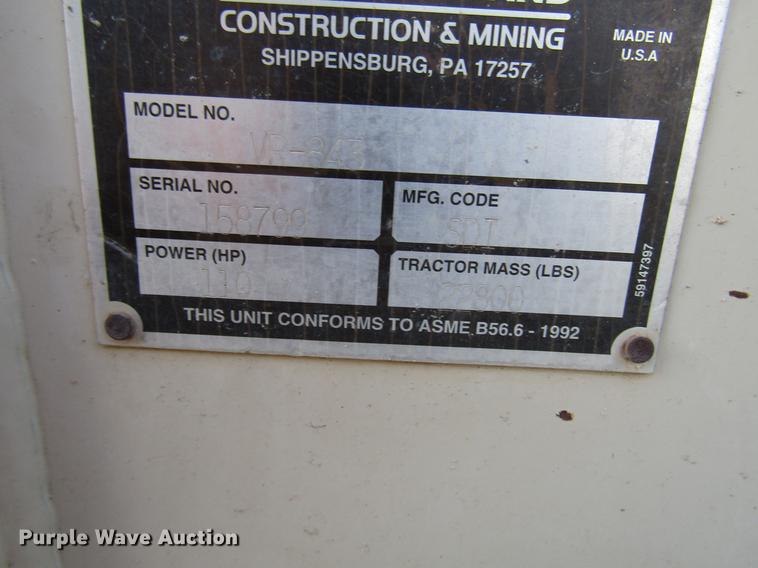 CONSTRUCTION & MINING
MADE IN
U.S.A
SHIPPENSBURG, PA 17257
MODEL NO.
VR-843
SERIAL NO.
158799
MFG. CODE
SDI
POWER (HP)
110
TRACTOR MASS (LBS)
59147397
THIS UNIT CONFORMS TO ASME B56.6 - 1992
Purple Wave Auction